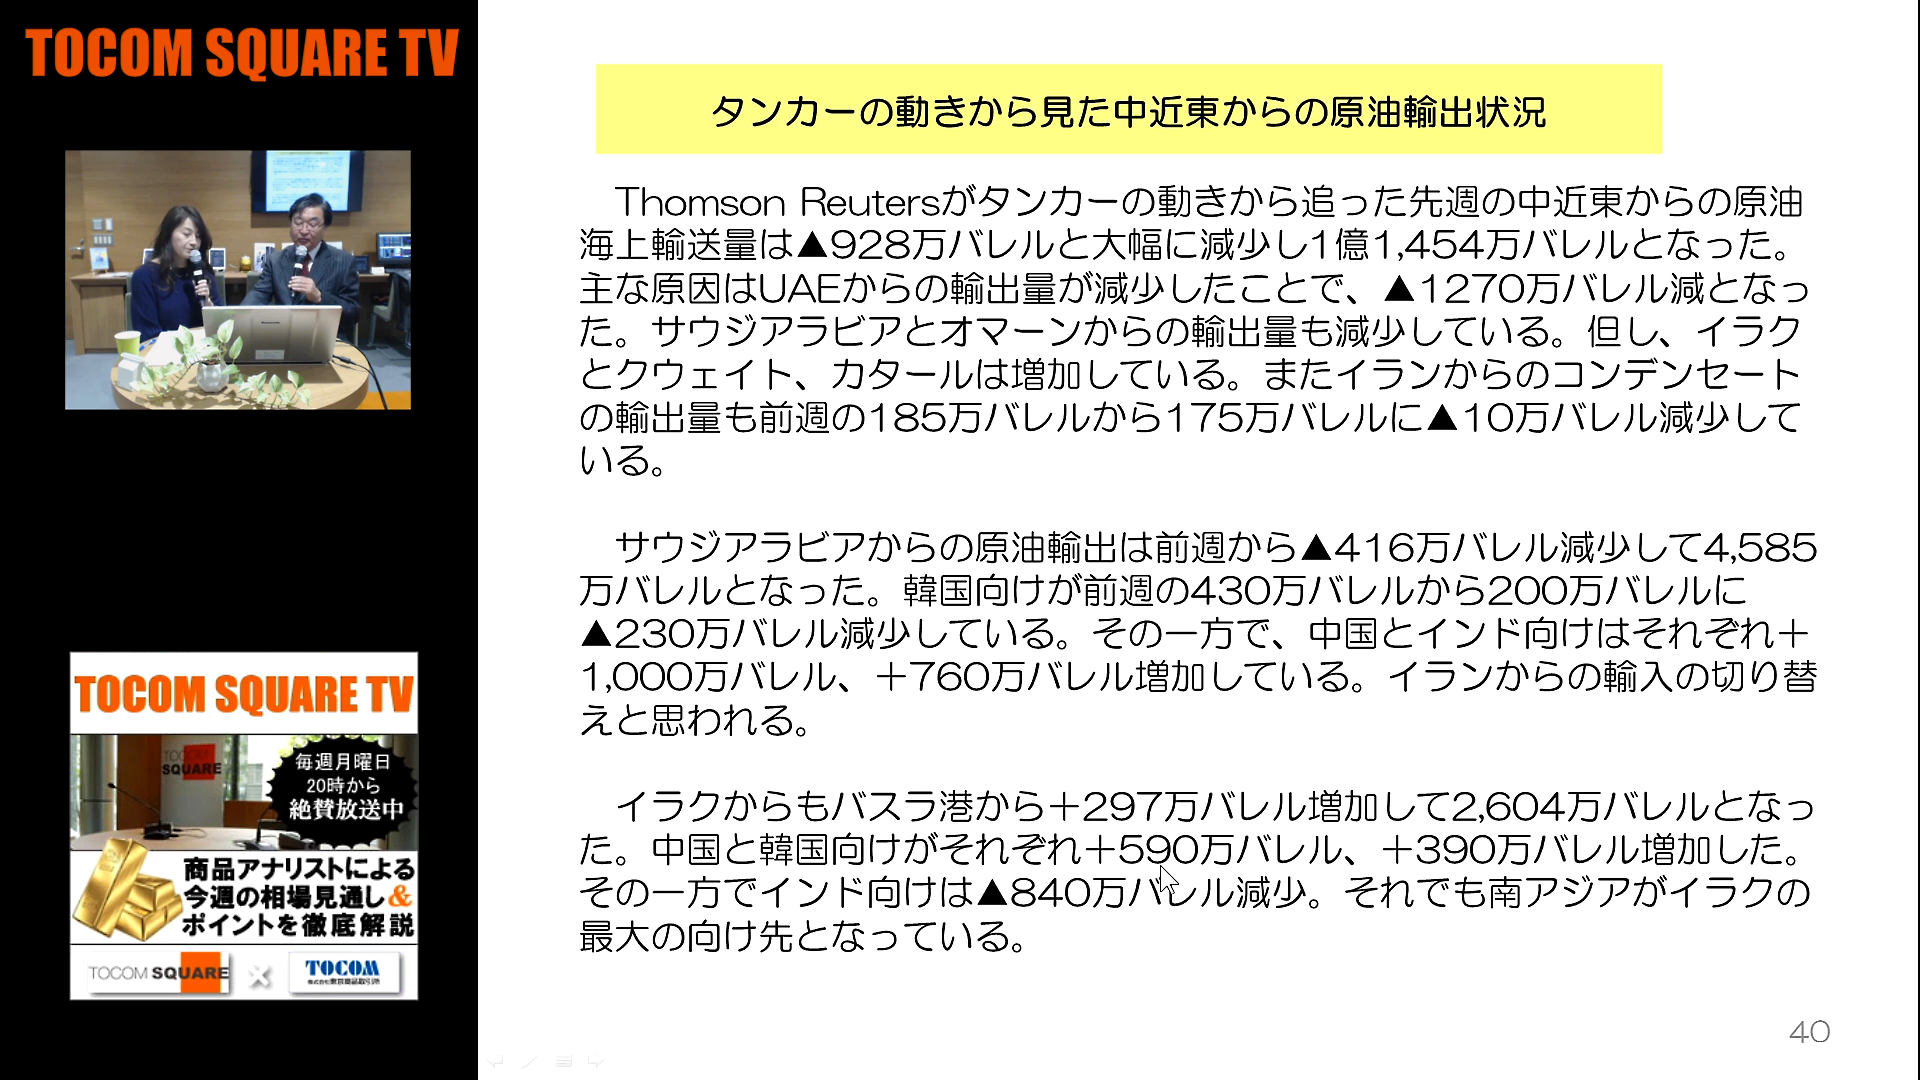 TOCOM SQUARE TV
タンカーの動きから見た中近東からの原油輸出状況
Thomson Reutersがタンカーの動きから追った先週の中近東からの原油
海上輸送量は▲928万バレルと大幅に減少し1億1,454万バレルとなった。
主な原因はUAEからの輸出量が減少したことで、▲1270万バレル減となっ
た。サウジアラビアとオマーンからの輸出量も減少している。但し、イラク
とクウェイト、カタールは増加している。またイランからのコンデンセート
の輸出量も前週の185万バレルから175万バレルに▲10万バレル減少して
いる。
サウジアラビアからの原油輸出は前週から▲416万バレル減少して4,585
万バレルとなった。韓国向けが前週の430万バレルから200万バレルに
▲230万バレル減少している。その一方で、中国とインド向けはそれぞれ＋
1,000万バレル、＋760万バレル増加している。イランからの輸入の切り替
えと思われる。
イラクからもバスラ港から＋297万バレル増加して2,604万バレルとなっ
た。中国と韓国向けがそれぞれ＋590万バレル、＋390万バレル増加した。
その一方でインド向けは▲840万バレル減少。それでも南アジアがイラクの
最大の向け先となっている。
40
TOCOM SQUARE TV
TOCOM
SQUARE
毎週月曜日
20時から
絶賛放送中
商品アナリストによる
今週の相場見通し&
ポイントを徹底解説
TOCOM SQUARE
×
TOCOM
株式会社東京商品取引所